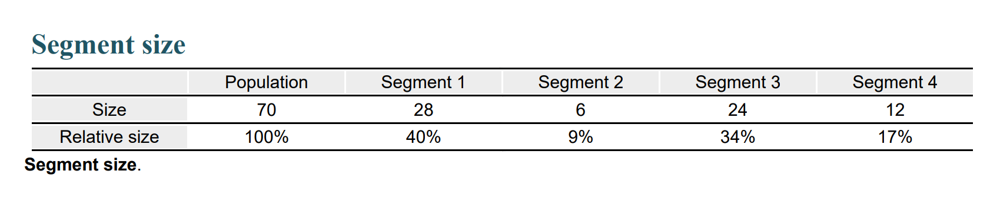 Segment size
Population Segment 1 Segment 2 Segment 3 Segment 4
Size 70 28 6 24 12
Relative size 100% 40% 9% 34% 17%
Segment size.